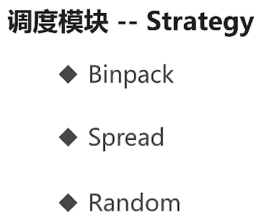 调度模块 -- Strategy
◆ Binpack
◆ Spread
◆ Random